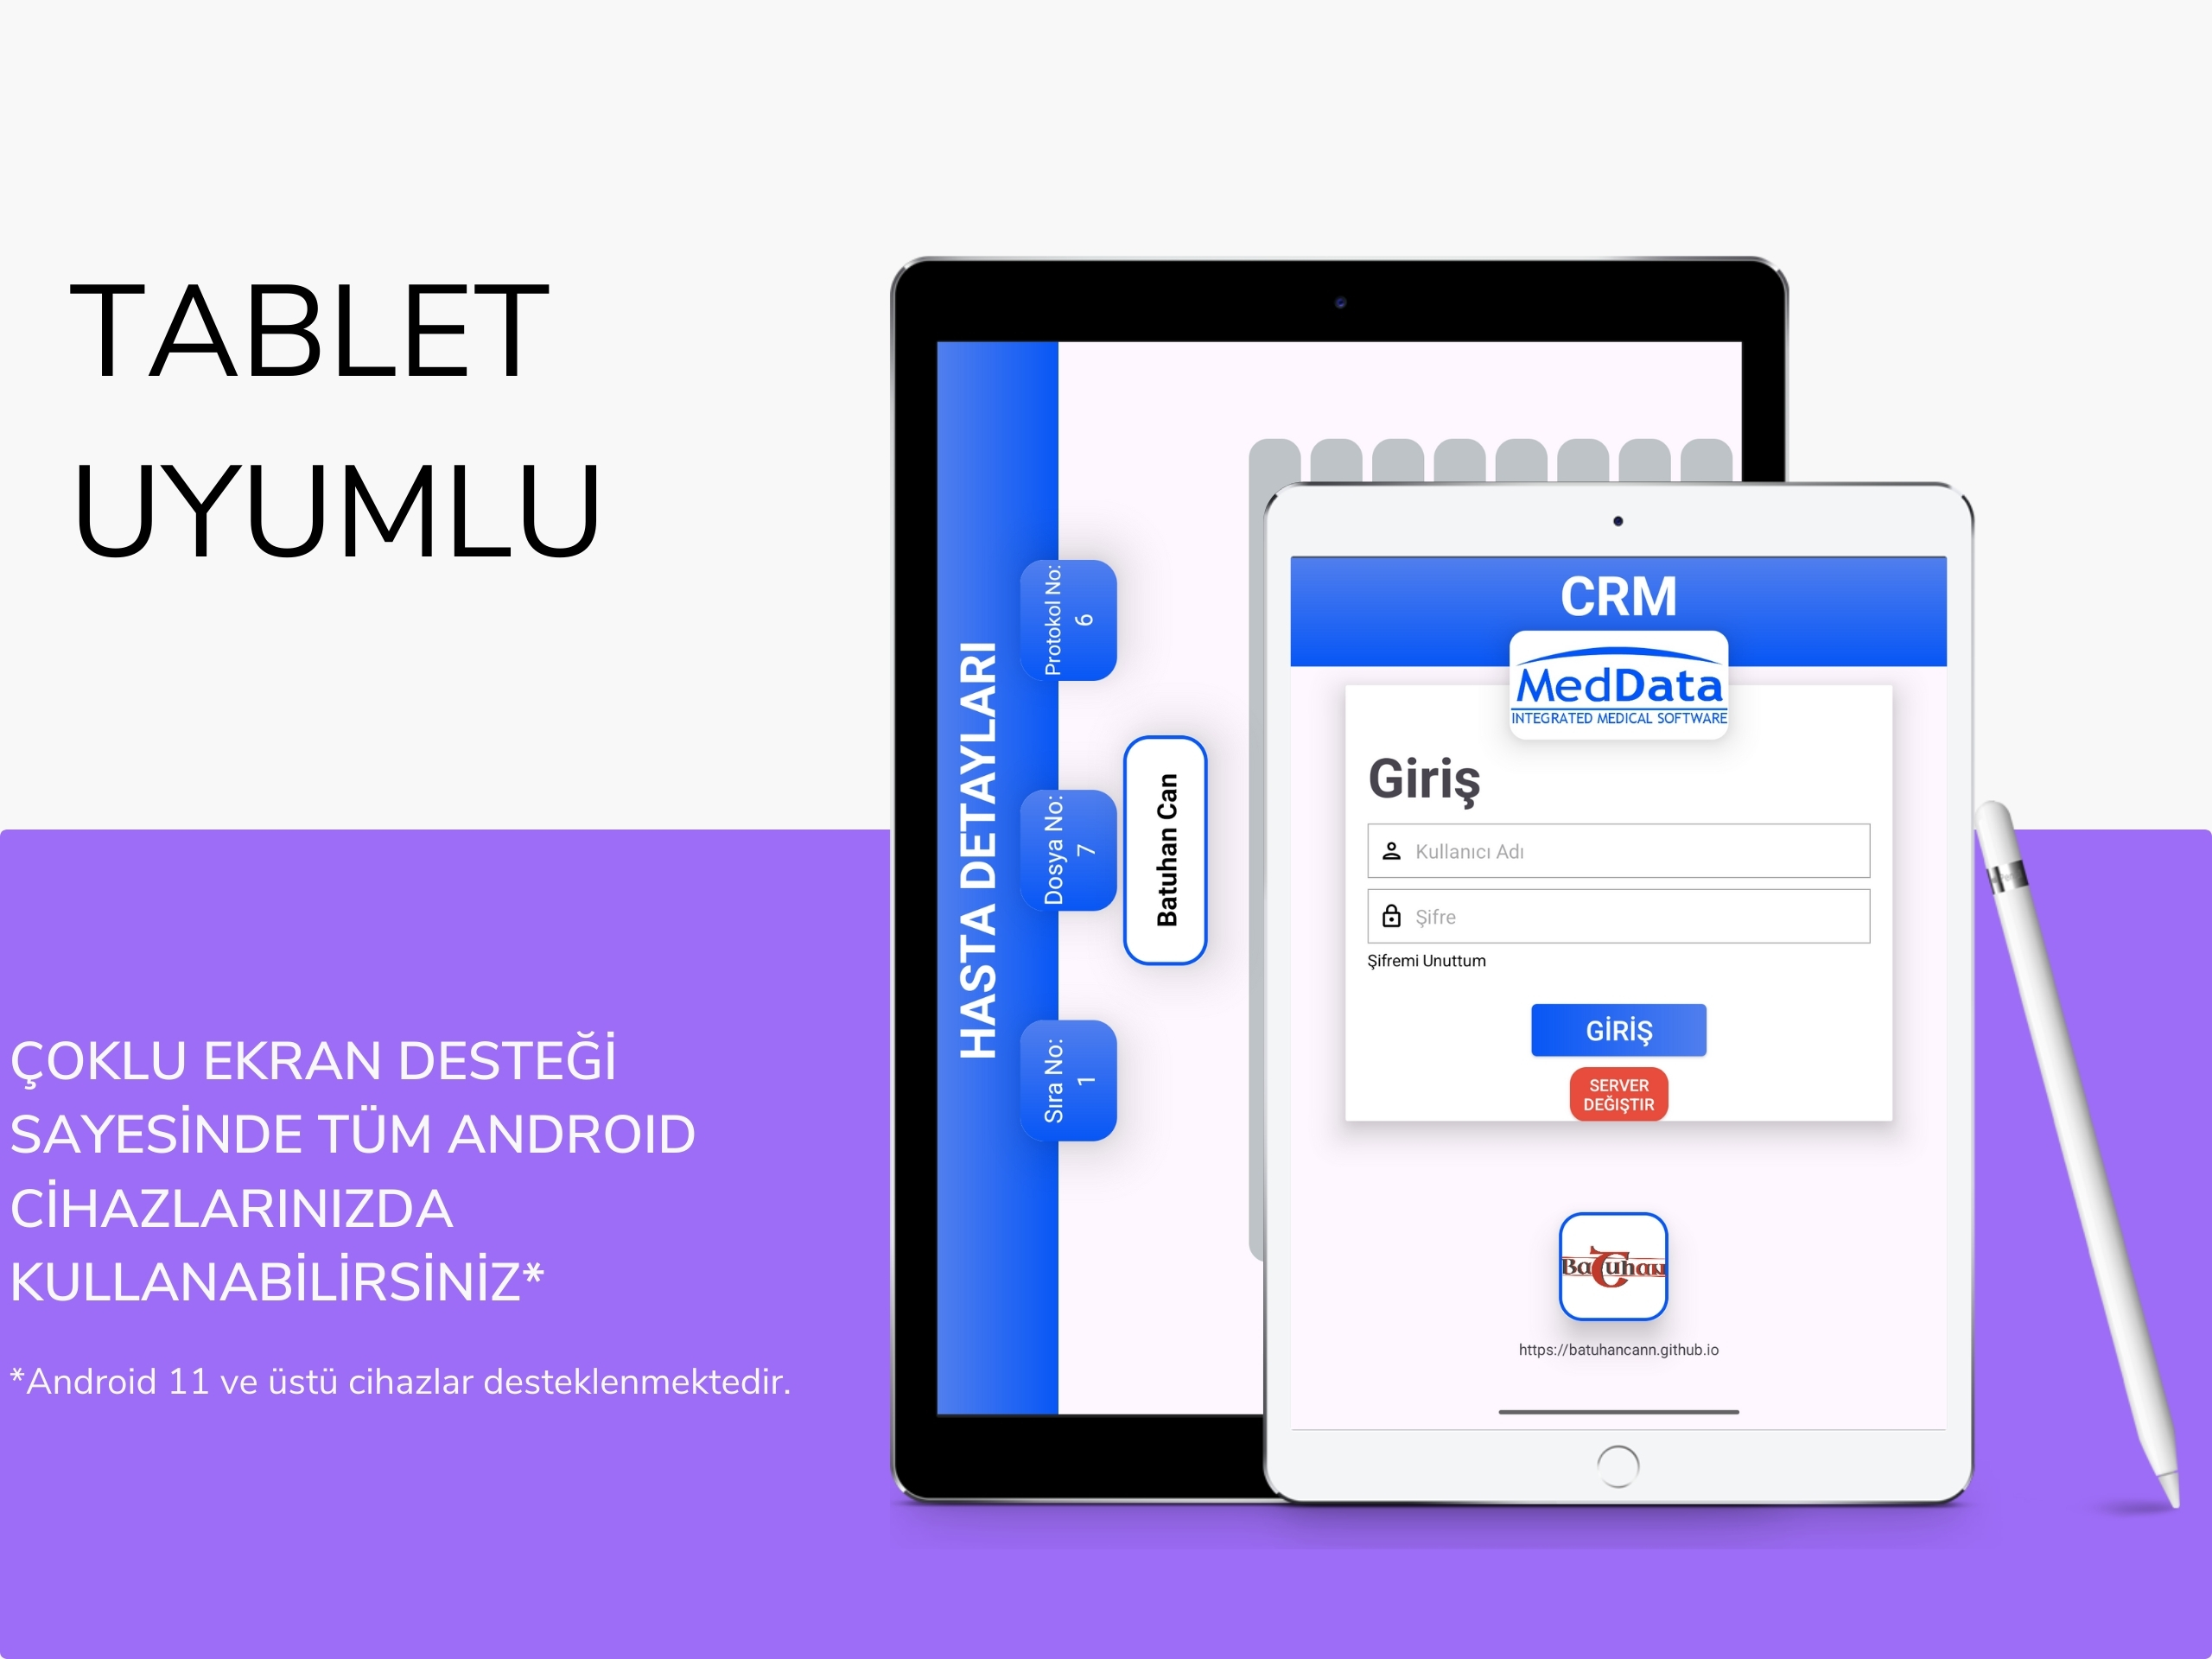 TABLET
UYUMLU
ÇOKLU EKRAN DESTEĞİ
SAYESİNDE TÜM ANDROID
CİHAZLARINIZDA
KULLANABİLİRSİNİZ*
*Android 11 ve üstü cihazlar desteklenmektedir.
HASTA DETAYLARI
Sıra No:
1
Dosya No:
7
Protokol No:
6
Batuhan Can
CRM
MedData
INTEGRATED MEDICAL SOFTWARE
Giriş
Kullanıcı Adı
Şifre
Şifremi Unuttum
GİRİŞ
SERVER
DEĞIŞTIR
Batuhan
https://batuhancann.github.io